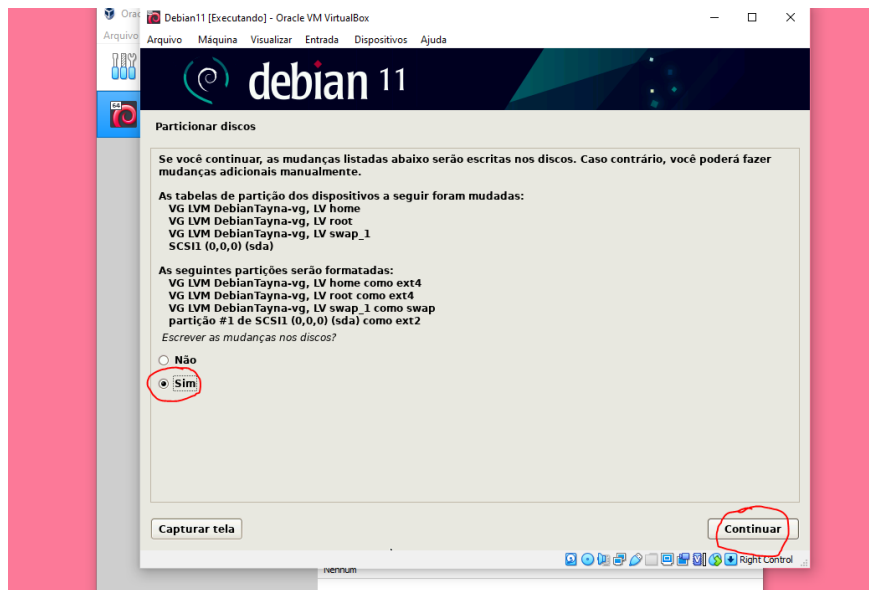 Orac
Debian11 [Executando] - Oracle VM VirtualBox
Arquivo
Arquivo Máquina Visualizar Entrada Dispositivos Ajuda
debian 11
64
Particionar discos
Se você continuar, as mudanças listadas abaixo serão escritas nos discos. Caso contrário, você poderá fazer
mudanças adicionais manualmente.
As tabelas de partição dos dispositivos a seguir foram mudadas:
VG LVM DebianTayna-vg, LV home
VG LVM DebianTayna-vg, LV root
VG LVM DebianTayna-vg, LV swap_1
SCSI1 (0,0,0) (sda)
As seguintes partições serão formatadas:
VG LVM DebianTayna-vg, LV home como ext4
VG LVM DebianTayna-vg, LV root como ext4
VG LVM DebianTayna-vg, LV swap_1 como swap
partição #1 de SCSI1 (0,0,0) (sda) como ext2
Escrever as mudanças nos discos?
Não
Sim
Capturar tela
Continuar
Right Control
Nenhum